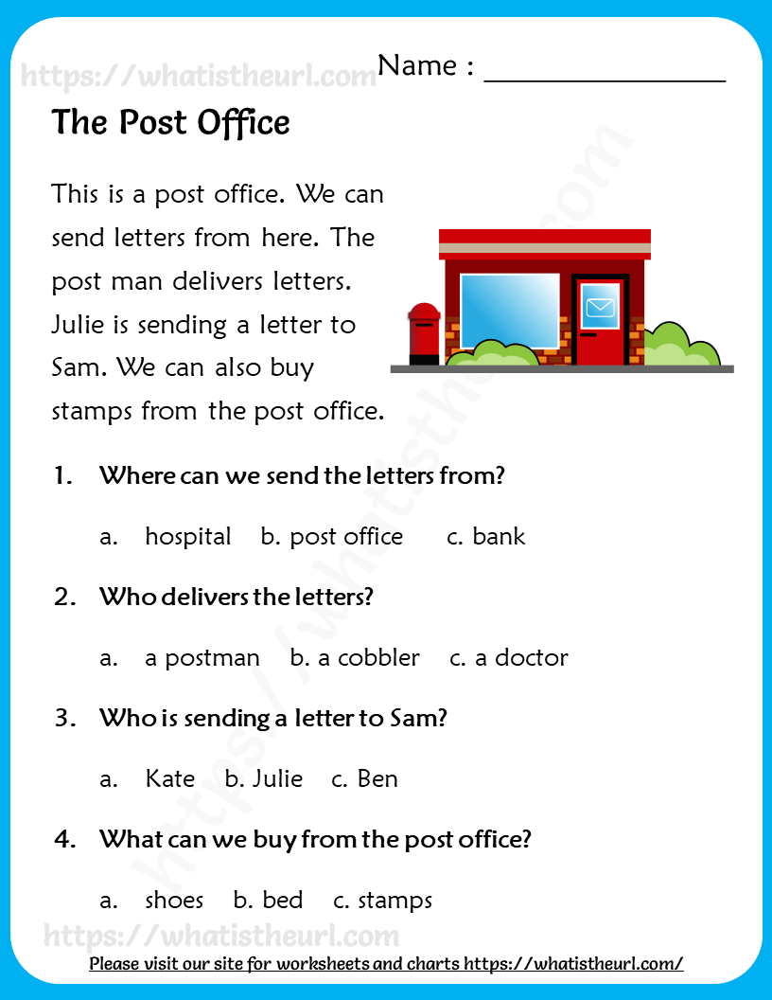 https://whatistheurl.com
Name : ________________
The Post Office
This is a post office. We can
send letters from here. The
post man delivers letters.
Julie is sending a letter to
Sam. We can also buy
stamps from the post office.
1. Where can we send the letters from?
a. hospital b. post office c. bank
2. Who delivers the letters?
a. a postman b. a cobbler c. a doctor
3. Who is sending a letter to Sam?
a. Kate b. Julie c. Ben
4. What can we buy from the post office?
a. shoes b. bed c. stamps
https://whatistheurl.com
https://whatistheurl.com
Please visit our site for worksheets and charts https://whatistheurl.com/